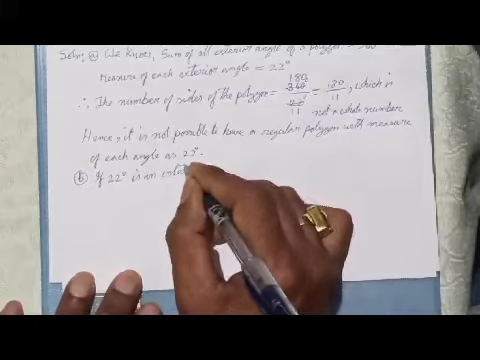 Soln: (a) We know, Sum of all exterior angle of a polygon = 360°
Measure of each exterior angle = 22°
∴ The number of sides of the polygon = 360/22 = 180/11, which is
not a whole number
Hence, it is not possible to have a regular polygon with measure
of each angle as 22°.
(b) If 22° is an inte